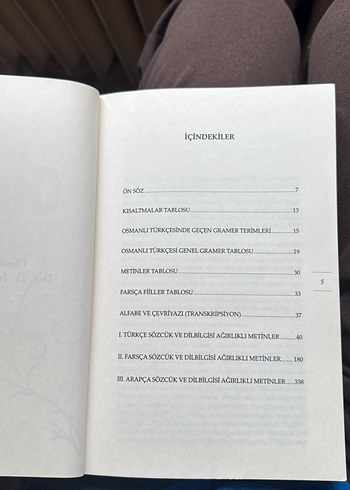 İÇİNDEKİLER
ÖN SÖZ 7
KISALTMALAR TABLOSU 13
OSMANLI TÜRKÇESİNDE GEÇEN GRAMER TERİMLERİ 15
OSMANLI TÜRKÇESİ GENEL GRAMER TABLOSU 19
METİNLER TABLOSU 30
FARSÇA FİİLLER TABLOSU 33
5
ALFABE VE ÇEVRİYAZI (TRANSKRİPSİYON) 37
I. TÜRKÇE SÖZCÜK VE DİLBİLGİSİ AĞIRLIKLI METİNLER 40
II. FARSÇA SÖZCÜK VE DİLBİLGİSİ AĞIRLIKLI METİNLER 180
III. ARAPÇA SÖZCÜK VE DİLBİLGİSİ AĞIRLIKLI METİNLER 338